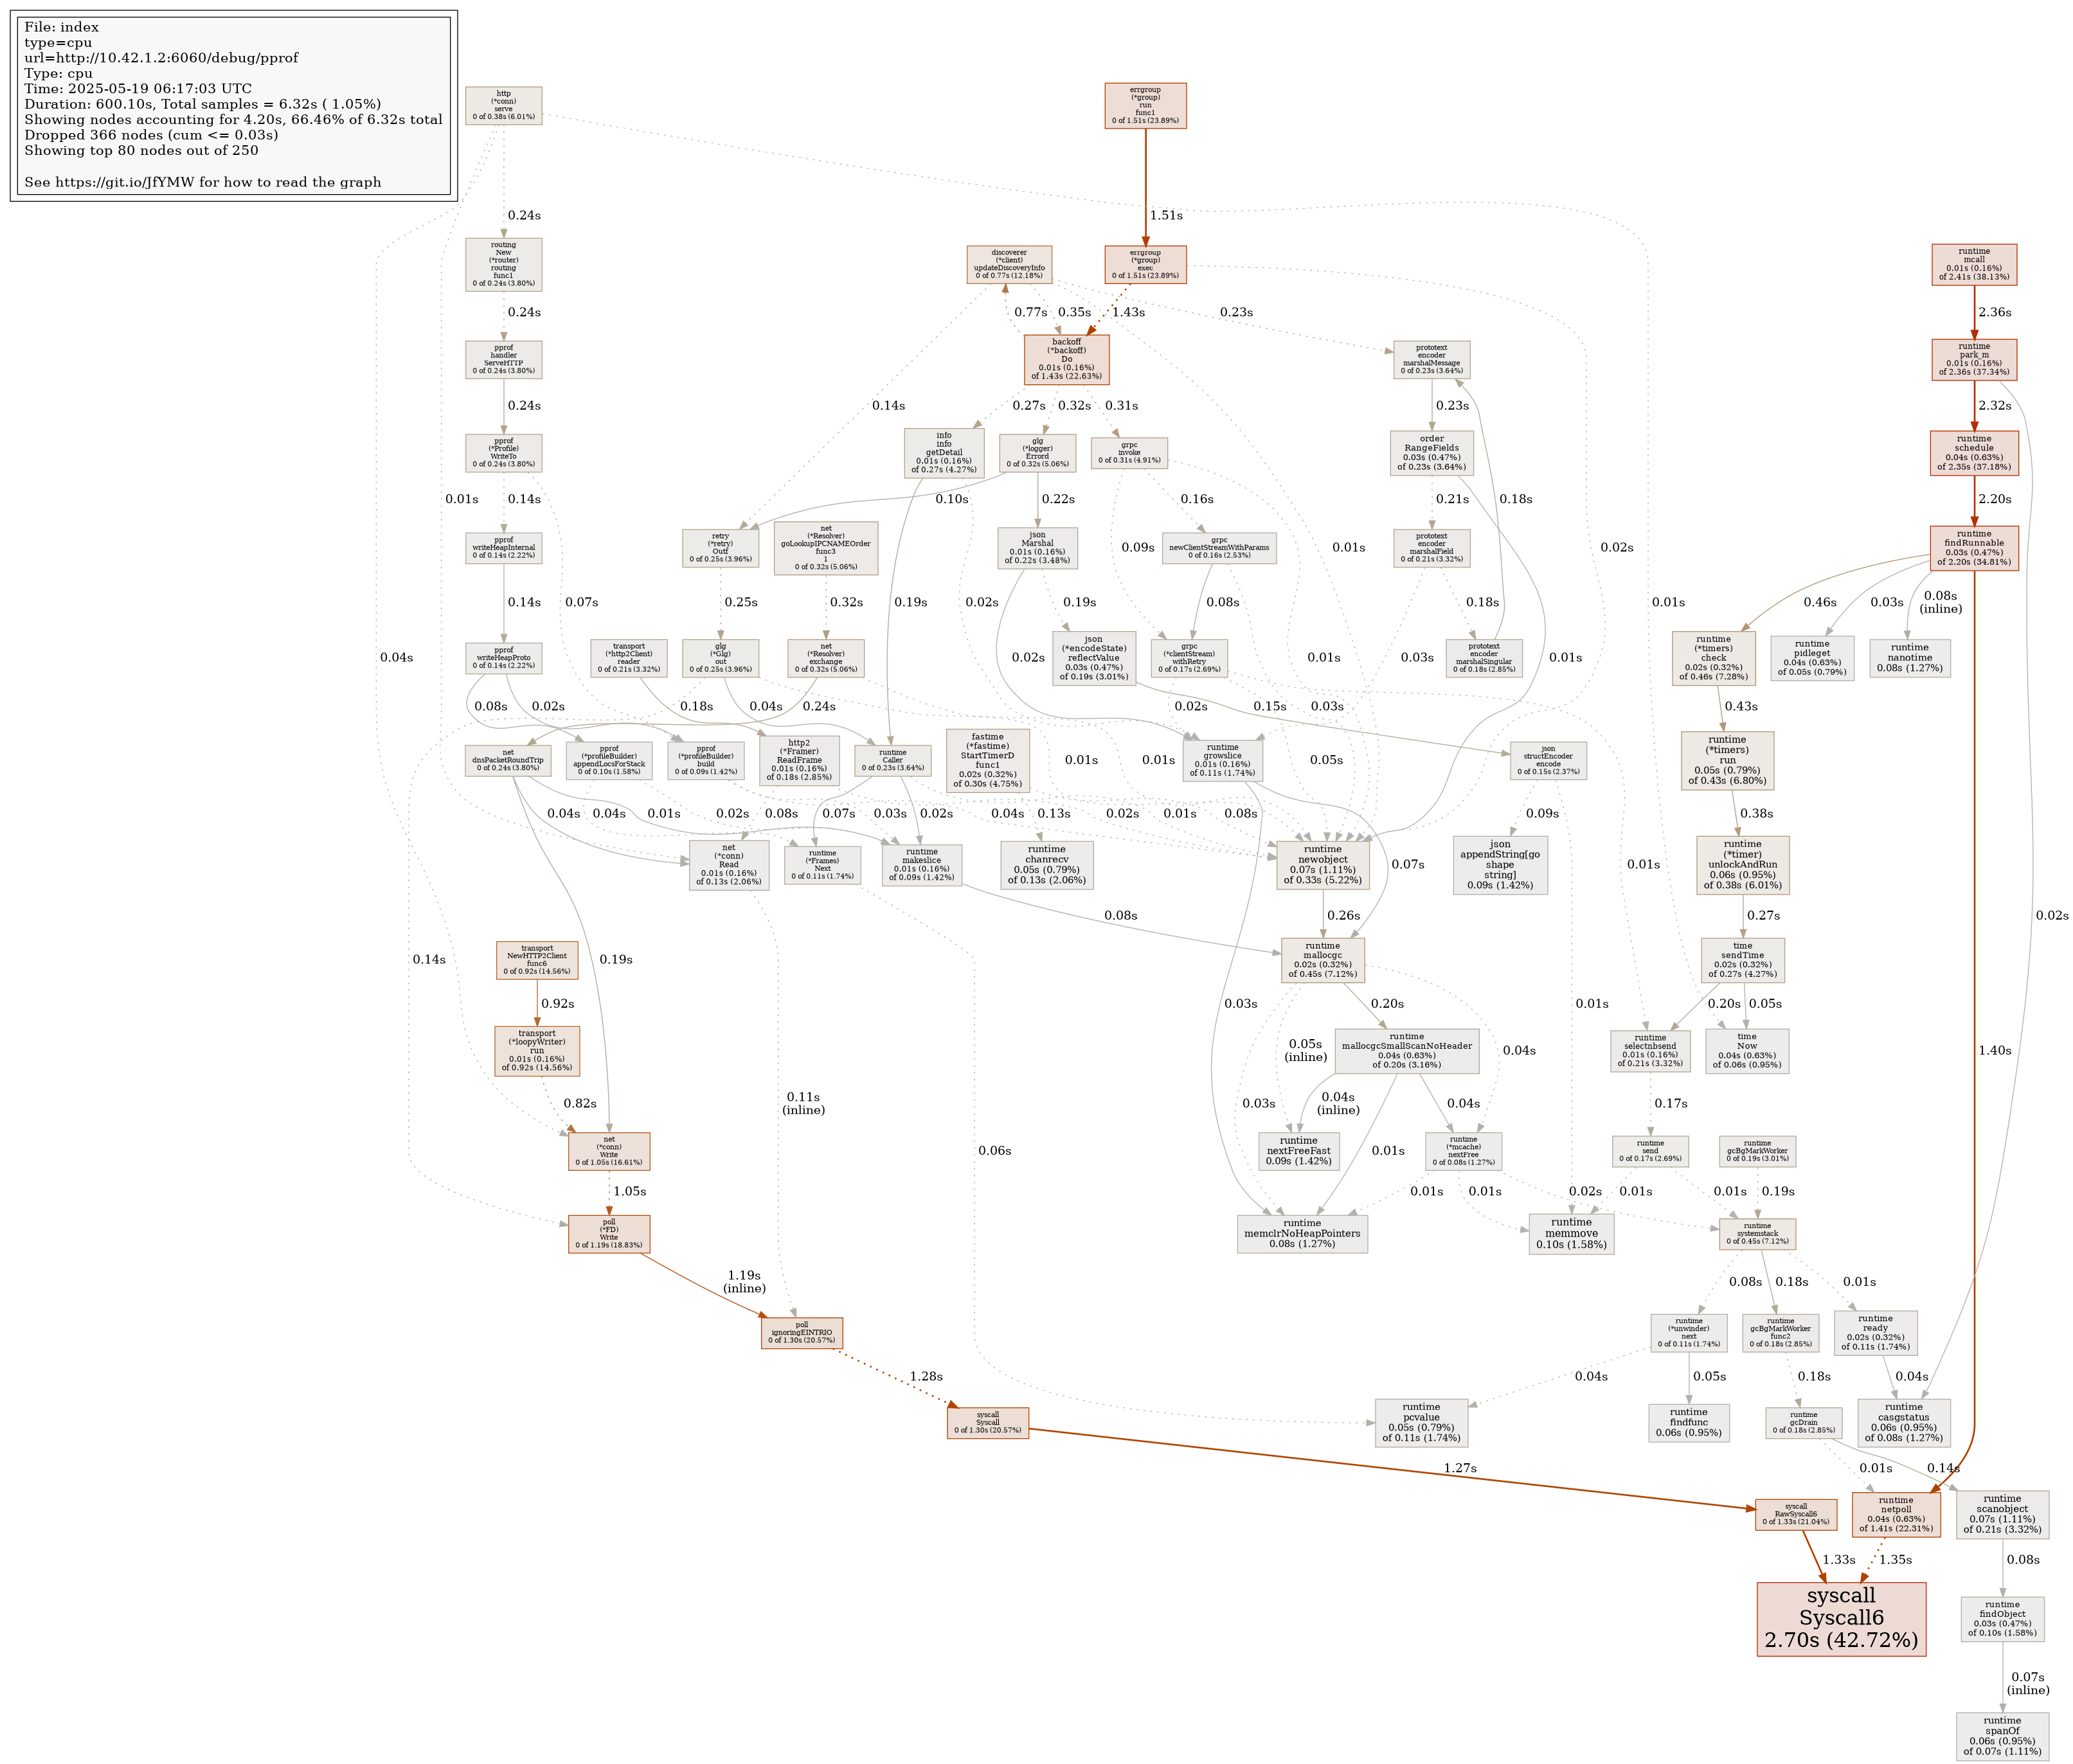 File: index
type=cpu
url=http://10.42.1.2:6060/debug/pprof
Type: cpu
Time: 2025-05-19 06:17:03 UTC
Duration: 600.10s, Total samples = 6.32s ( 1.05%)
Showing nodes accounting for 4.20s, 66.46% of 6.32s total
Dropped 366 nodes (cum <= 0.03s)
Showing top 80 nodes out of 250
See https://git.io/JfYMW for how to read the graph
http
(*conn)
serve
0 of 0.38s (6.01%)
errgroup
(*group)
run
func1
0 of 1.51s (23.89%)
0.24s
1.51s
routing
New
(*router)
routing
func1
0 of 0.24s (3.80%)
discoverer
(*client)
updateDiscoveryInfo
0 of 0.77s (12.18%)
errgroup
(*group)
exec
0 of 1.51s (23.89%)
runtime
mcall
0.01s (0.16%)
of 2.41s (38.13%)
0.24s
0.77s
0.35s
1.43s
0.23s
2.36s
pprof
handler
ServeHTTP
0 of 0.24s (3.80%)
backoff
(*backoff)
Do
0.01s (0.16%)
of 1.43s (22.63%)
prototext
encoder
marshalMessage
0 of 0.23s (3.64%)
runtime
park_m
0.01s (0.16%)
of 2.36s (37.34%)
0.24s
0.14s
0.27s
0.32s
0.31s
0.23s
2.32s
pprof
(*Profile)
WriteTo
0 of 0.24s (3.80%)
info
info
getDetail
0.01s (0.16%)
of 0.27s (4.27%)
glg
(*logger)
Errord
0 of 0.32s (5.06%)
grpc
invoke
0 of 0.31s (4.91%)
order
RangeFields
0.03s (0.47%)
of 0.23s (3.64%)
runtime
schedule
0.04s (0.63%)
of 2.35s (37.18%)
0.01s
0.14s
0.10s
0.22s
0.16s
0.21s
0.18s
2.20s
pprof
writeHeapInternal
0 of 0.14s (2.22%)
retry
(*retry)
Outf
0 of 0.25s (3.96%)
net
(*Resolver)
goLookupIPCNAMEOrder
func3
1
0 of 0.32s (5.06%)
json
Marshal
0.01s (0.16%)
of 0.22s (3.48%)
0.09s
grpc
newClientStreamWithParams
0 of 0.16s (2.53%)
0.01s
prototext
encoder
marshalField
0 of 0.21s (3.32%)
0.02s
runtime
findRunnable
0.03s (0.47%)
of 2.20s (34.81%)
0.14s
0.07s
0.25s
0.32s
0.19s
0.02s
0.19s
0.08s
0.18s
0.01s
0.46s
0.03s
0.08s
(inline)
0.04s
pprof
writeHeapProto
0 of 0.14s (2.22%)
transport
(*http2Client)
reader
0 of 0.21s (3.32%)
glg
(*Glg)
out
0 of 0.25s (3.96%)
net
(*Resolver)
exchange
0 of 0.32s (5.06%)
0.02s
json
(*encodeState)
reflectValue
0.03s (0.47%)
of 0.19s (3.01%)
grpc
(*clientStream)
withRetry
0 of 0.17s (2.69%)
0.01s
0.03s
prototext
encoder
marshalSingular
0 of 0.18s (2.85%)
0.01s
runtime
(*timers)
check
0.02s (0.32%)
of 0.46s (7.28%)
runtime
pidleget
0.04s (0.63%)
of 0.05s (0.79%)
runtime
nanotime
0.08s (1.27%)
0.08s
0.02s
0.18s
0.04s
0.24s
0.15s
0.02s
0.03s
0.43s
net
dnsPacketRoundTrip
0 of 0.24s (3.80%)
pprof
(*profileBuilder)
appendLocsForStack
0 of 0.10s (1.58%)
pprof
(*profileBuilder)
build
0 of 0.09s (1.42%)
http2
(*Framer)
ReadFrame
0.01s (0.16%)
of 0.18s (2.85%)
runtime
Caller
0 of 0.23s (3.64%)
fastime
(*fastime)
StartTimerD
func1
0.02s (0.32%)
of 0.30s (4.75%)
0.01s
0.01s
runtime
growslice
0.01s (0.16%)
of 0.11s (1.74%)
0.05s
json
structEncoder
encode
0 of 0.15s (2.37%)
runtime
(*timers)
run
0.05s (0.79%)
of 0.43s (6.80%)
0.04s
0.04s
0.01s
0.02s
0.08s
0.03s
0.07s
0.02s
0.04s
0.13s
0.02s
0.01s
0.08s
0.09s
0.38s
net
(*conn)
Read
0.01s (0.16%)
of 0.13s (2.06%)
runtime
(*Frames)
Next
0 of 0.11s (1.74%)
runtime
makeslice
0.01s (0.16%)
of 0.09s (1.42%)
runtime
chanrecv
0.05s (0.79%)
of 0.13s (2.06%)
runtime
newobject
0.07s (1.11%)
of 0.33s (5.22%)
0.07s
json
appendString[go
shape
string]
0.09s (1.42%)
0.01s
runtime
(*timer)
unlockAndRun
0.06s (0.95%)
of 0.38s (6.01%)
0.08s
0.26s
0.27s
0.02s
0.14s
transport
NewHTTP2Client
func6
0 of 0.92s (14.56%)
0.19s
runtime
mallocgc
0.02s (0.32%)
of 0.45s (7.12%)
time
sendTime
0.02s (0.32%)
of 0.27s (4.27%)
0.92s
0.03s
0.20s
0.01s
0.20s
0.05s
transport
(*loopyWriter)
run
0.01s (0.16%)
of 0.92s (14.56%)
0.05s
(inline)
runtime
mallocgcSmallScanNoHeader
0.04s (0.63%)
of 0.20s (3.16%)
0.04s
runtime
selectnbsend
0.01s (0.16%)
of 0.21s (3.32%)
time
Now
0.04s (0.63%)
of 0.06s (0.95%)
1.40s
0.82s
0.11s
(inline)
0.03s
0.04s
(inline)
0.04s
0.17s
net
(*conn)
Write
0 of 1.05s (16.61%)
0.06s
runtime
nextFreeFast
0.09s (1.42%)
0.01s
runtime
(*mcache)
nextFree
0 of 0.08s (1.27%)
runtime
send
0 of 0.17s (2.69%)
runtime
gcBgMarkWorker
0 of 0.19s (3.01%)
1.05s
0.01s
0.01s
0.02s
0.01s
0.01s
0.19s
poll
(*FD)
Write
0 of 1.19s (18.83%)
runtime
memclrNoHeapPointers
0.08s (1.27%)
runtime
memmove
0.10s (1.58%)
runtime
systemstack
0 of 0.45s (7.12%)
1.19s
(inline)
0.08s
0.18s
0.01s
poll
ignoringEINTRIO
0 of 1.30s (20.57%)
runtime
(*unwinder)
next
0 of 0.11s (1.74%)
runtime
gcBgMarkWorker
func2
0 of 0.18s (2.85%)
runtime
ready
0.02s (0.32%)
of 0.11s (1.74%)
1.28s
0.04s
0.05s
0.18s
0.04s
syscall
Syscall
0 of 1.30s (20.57%)
runtime
pcvalue
0.05s (0.79%)
of 0.11s (1.74%)
runtime
findfunc
0.06s (0.95%)
runtime
gcDrain
0 of 0.18s (2.85%)
runtime
casgstatus
0.06s (0.95%)
of 0.08s (1.27%)
1.27s
0.01s
0.14s
syscall
RawSyscall6
0 of 1.33s (21.04%)
runtime
netpoll
0.04s (0.63%)
of 1.41s (22.31%)
runtime
scanobject
0.07s (1.11%)
of 0.21s (3.32%)
1.33s
1.35s
0.08s
syscall
Syscall6
2.70s (42.72%)
runtime
findObject
0.03s (0.47%)
of 0.10s (1.58%)
0.07s
(inline)
runtime
spanOf
0.06s (0.95%)
of 0.07s (1.11%)